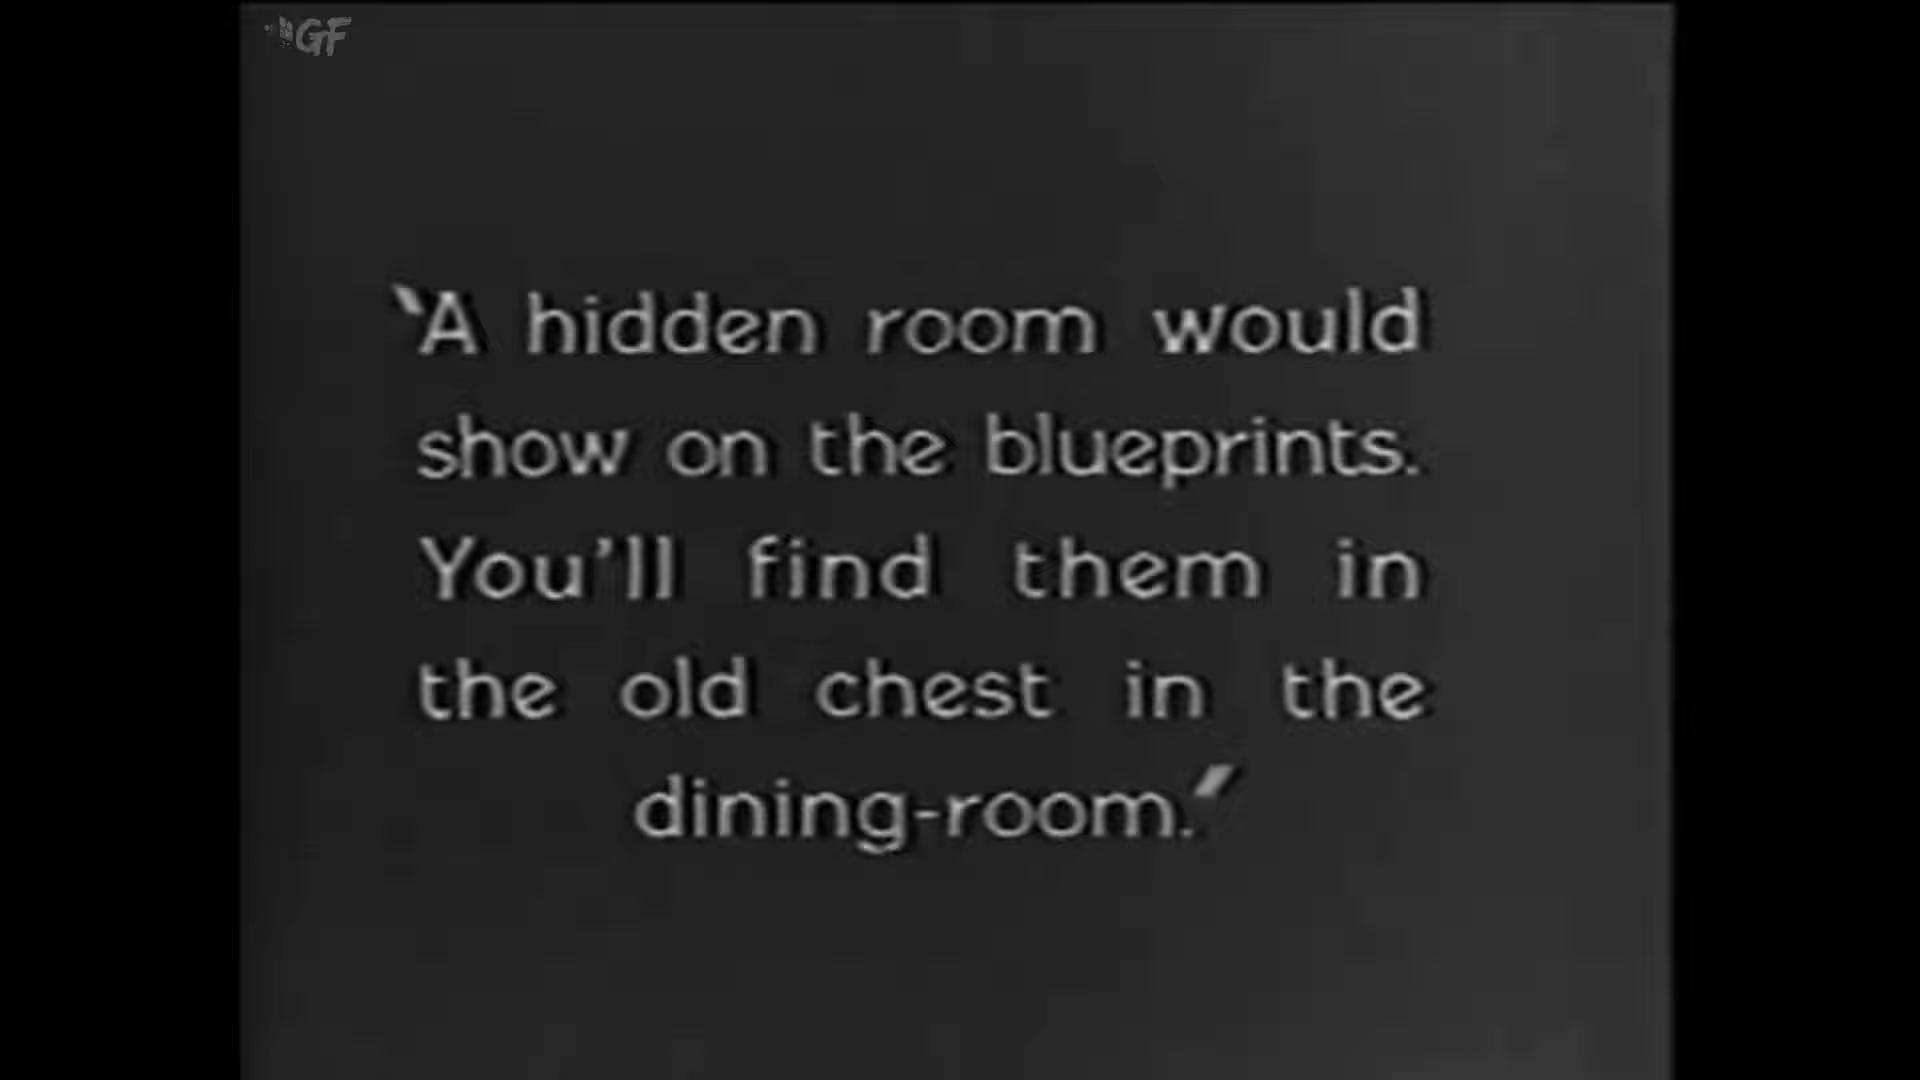 GF
"A hidden room would
show on the blueprints.
You'll find them in
the old chest in the
dining-room."